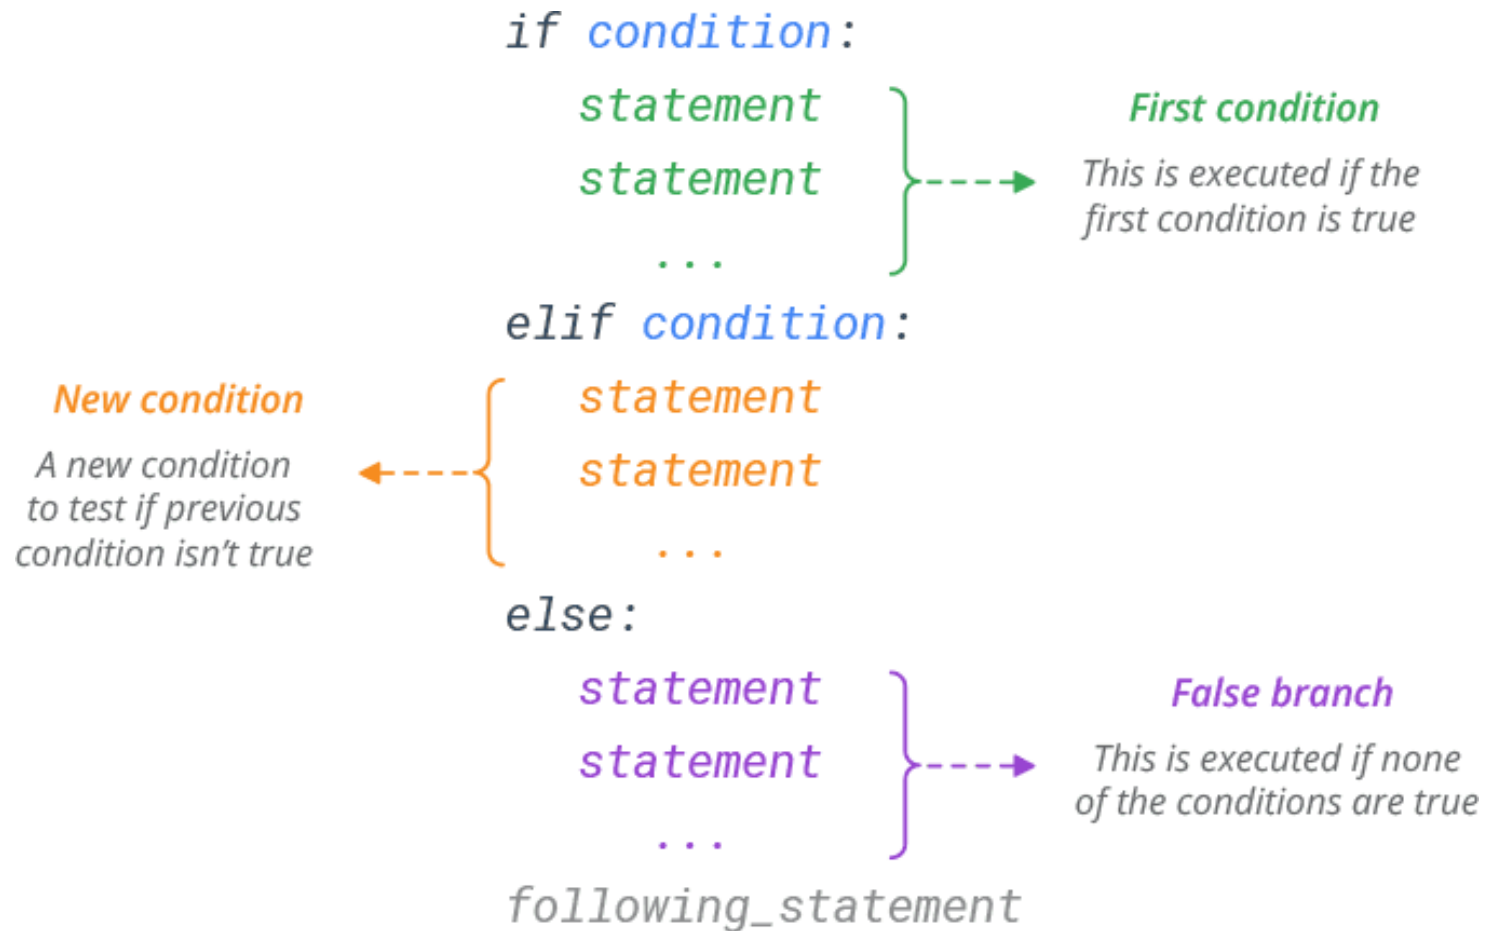 if condition:
statement
statement
...
First condition
This is executed if the
first condition is true
elif condition:
statement
statement
...
New condition
A new condition
to test if previous
condition isn’t true
else:
statement
statement
...
False branch
This is executed if none
of the conditions are true
following_statement